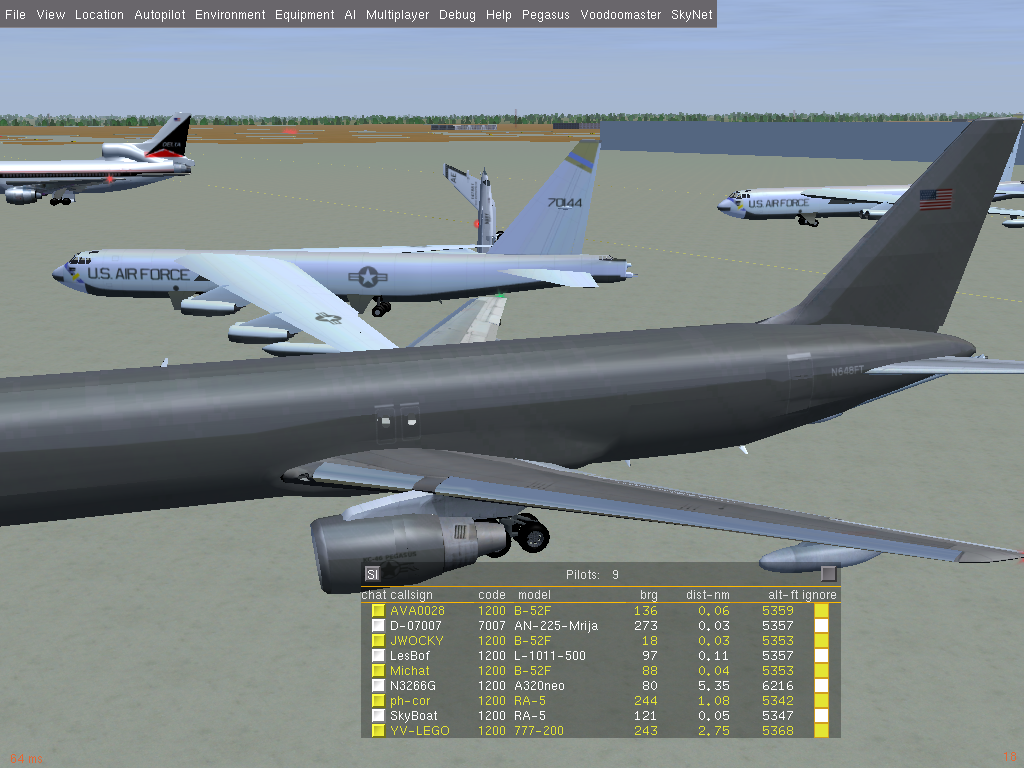 File View Location Autopilot Environment Equipment AI Multiplayer Debug Help Pegasus Voodoomaster SkyNet
DELTA
70144
U.S. AIR FORCE
U.S. AIR FORCE
N648FT
SI Pilots: 9
chat callsign code model brg dist-nm alt-ft ignore
AVA0028 1200 B-52F 136 0.06 5359
D-07007 7007 AN-225-Mrija 273 0.03 5357
JWOCKY 1200 B-52F 18 0.03 5353
LesBof 1200 L-1011-500 97 0.11 5357
Michat 1200 B-52F 88 0.04 5353
N3266G 1200 A320neo 80 5.35 6216
ph-cor 1200 RA-5 244 1.08 5342
SkyBoat 1200 RA-5 121 0.05 5347
YV-LEGO 1200 777-200 243 2.75 5368